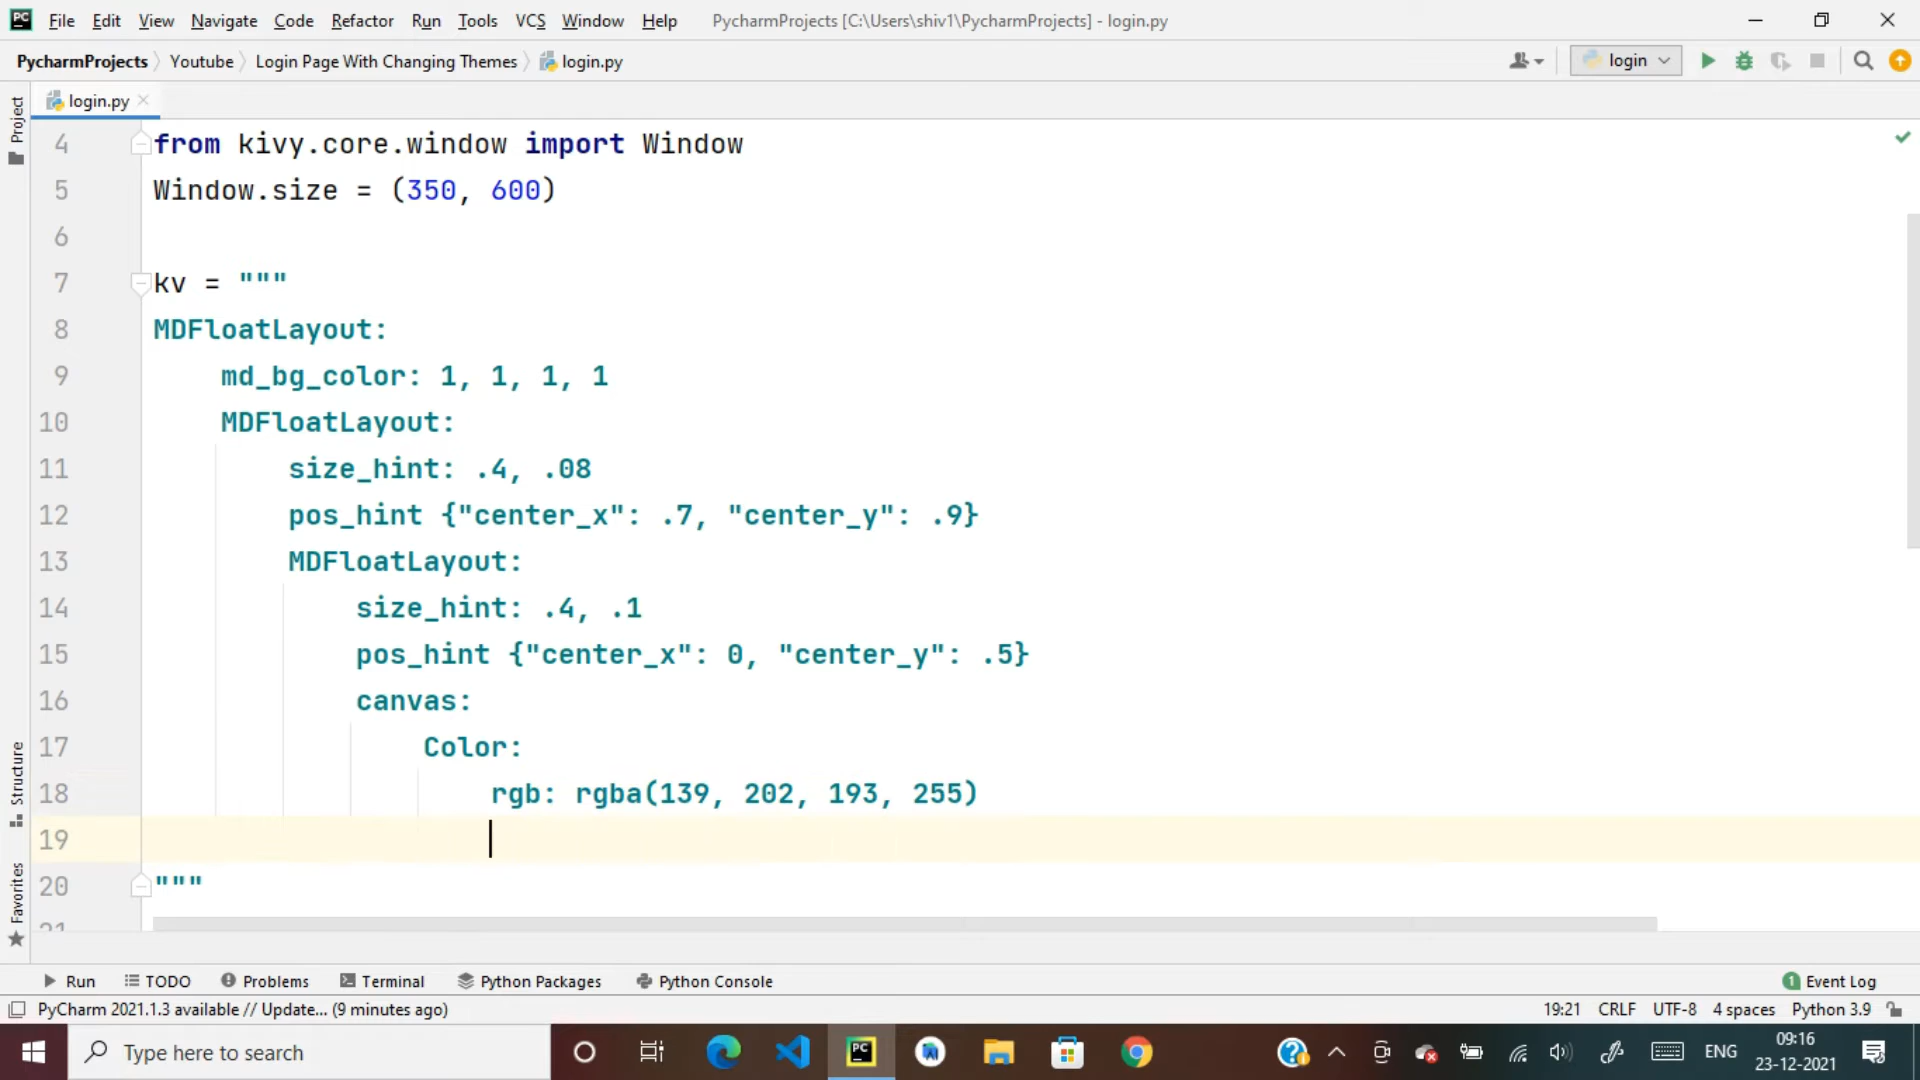 PC File Edit View Navigate Code Refactor Run Tools VCS Window Help PycharmProjects [C:\Users\shiv1\PycharmProjects] - login.py
PycharmProjects Youtube Login Page With Changing Themes login.py login
login.py
Project
4 from kivy.core.window import Window
5 Window.size = (350, 600)
6
7 kv = """
8 MDFloatLayout:
9 md_bg_color: 1, 1, 1, 1
10 MDFloatLayout:
11 size_hint: .4, .08
12 pos_hint {"center_x": .7, "center_y": .9}
13 MDFloatLayout:
14 size_hint: .4, .1
15 pos_hint {"center_x": 0, "center_y": .5}
16 canvas:
17 Color:
18 rgb: rgba(139, 202, 193, 255)
19
20 """
21
Structure
Favorites
Run TODO Problems Terminal Python Packages Python Console 1 Event Log
PyCharm 2021.1.3 available // Update... (9 minutes ago) 19:21 CRLF UTF-8 4 spaces Python 3.9
Type here to search PC ENG 09:16
23-12-2021